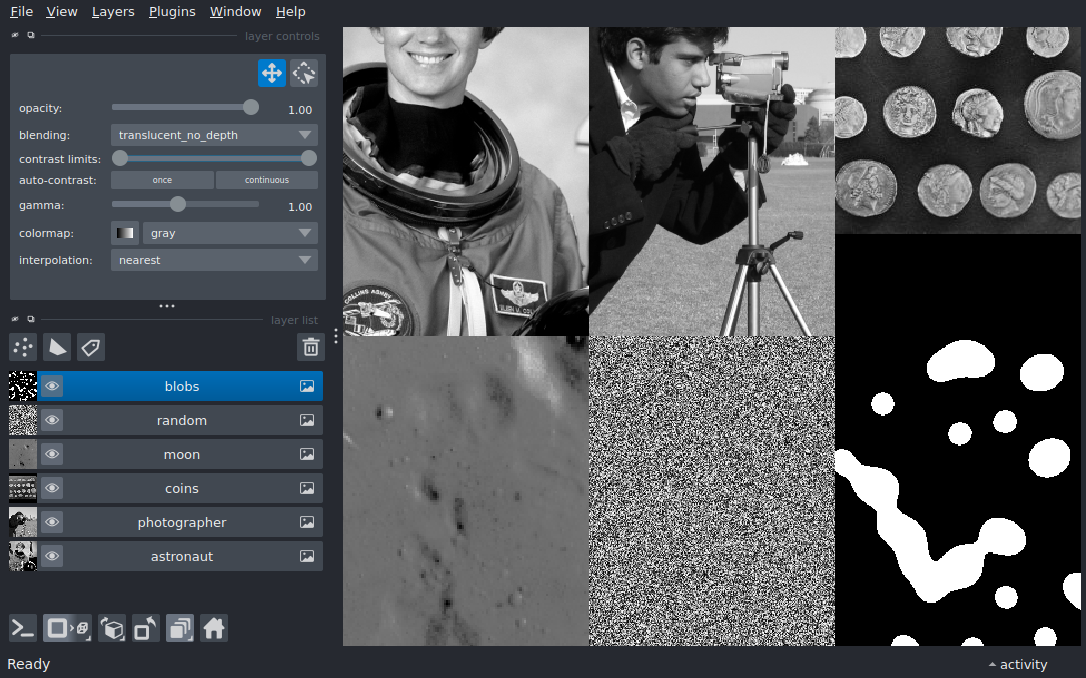 File View Layers Plugins Window Help
layer controls
opacity: 1.00
blending: translucent_no_depth
contrast limits:
auto-contrast: once continuous
gamma: 1.00
colormap: gray
interpolation: nearest
layer list
blobs
random
moon
coins
photographer
astronaut
Ready
activity